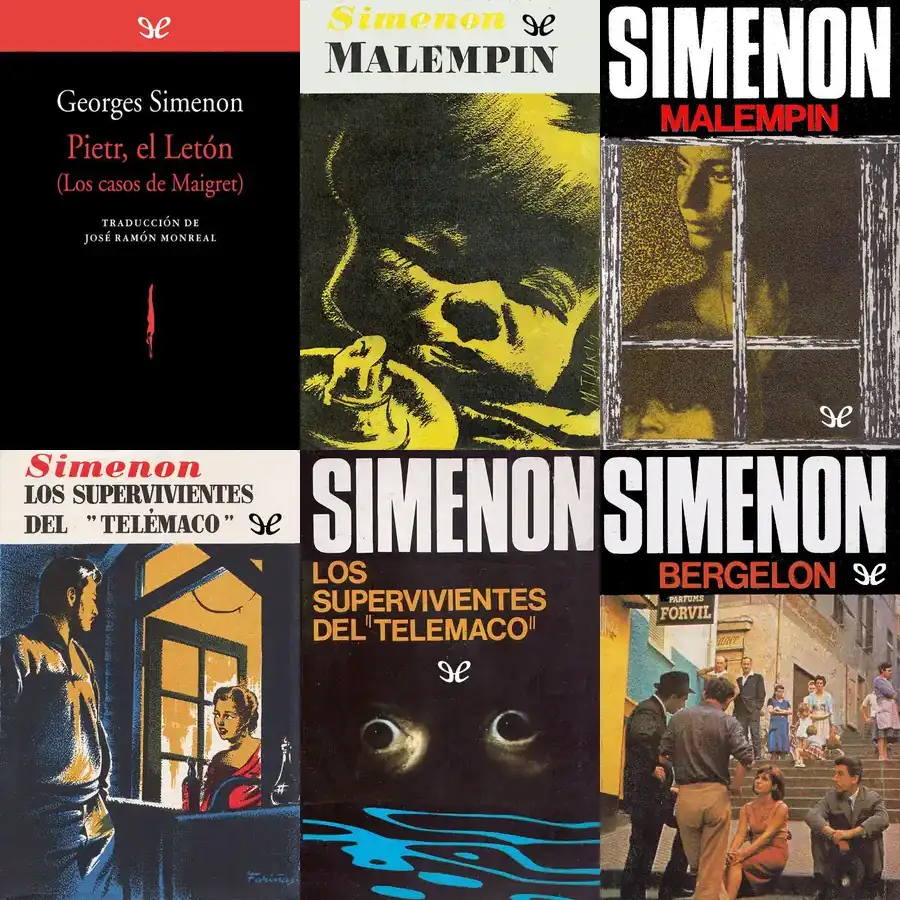 Georges Simenon
Pietr, el Letón
(Los casos de Maigret)
TRADUCCIÓN DE
JOSÉ RAMÓN MONREAL
Simenon
MALEMPIN
SIMENON
MALEMPIN
Simenon
LOS SUPERVIVIENTES
DEL "TELÉMACO"
Fariñas
SIMENON
LOS
SUPERVIVIENTES
DEL "TELEMACO"
SIMENON
BERGELON
PARFUMS
FORVIL